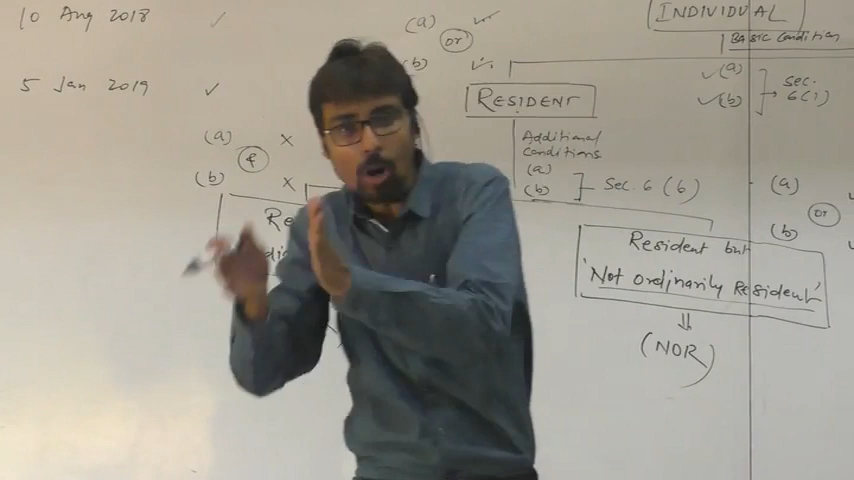 10 Aug 2018 ✓
5 Jan 2019 ✓
(a) ×
&
(b) ×
(a) ✓
or
(b) ✓
INDIVIDUAL
Basic Condition
✓(a)
✓(b)
Sec.
6(1)
RESIDENT
Additional
Conditions
(a)
(b)
Sec 6 (6)
(a)
or
(b)
Resident but
'Not ordinarily Resident'
⇓
(NOR)